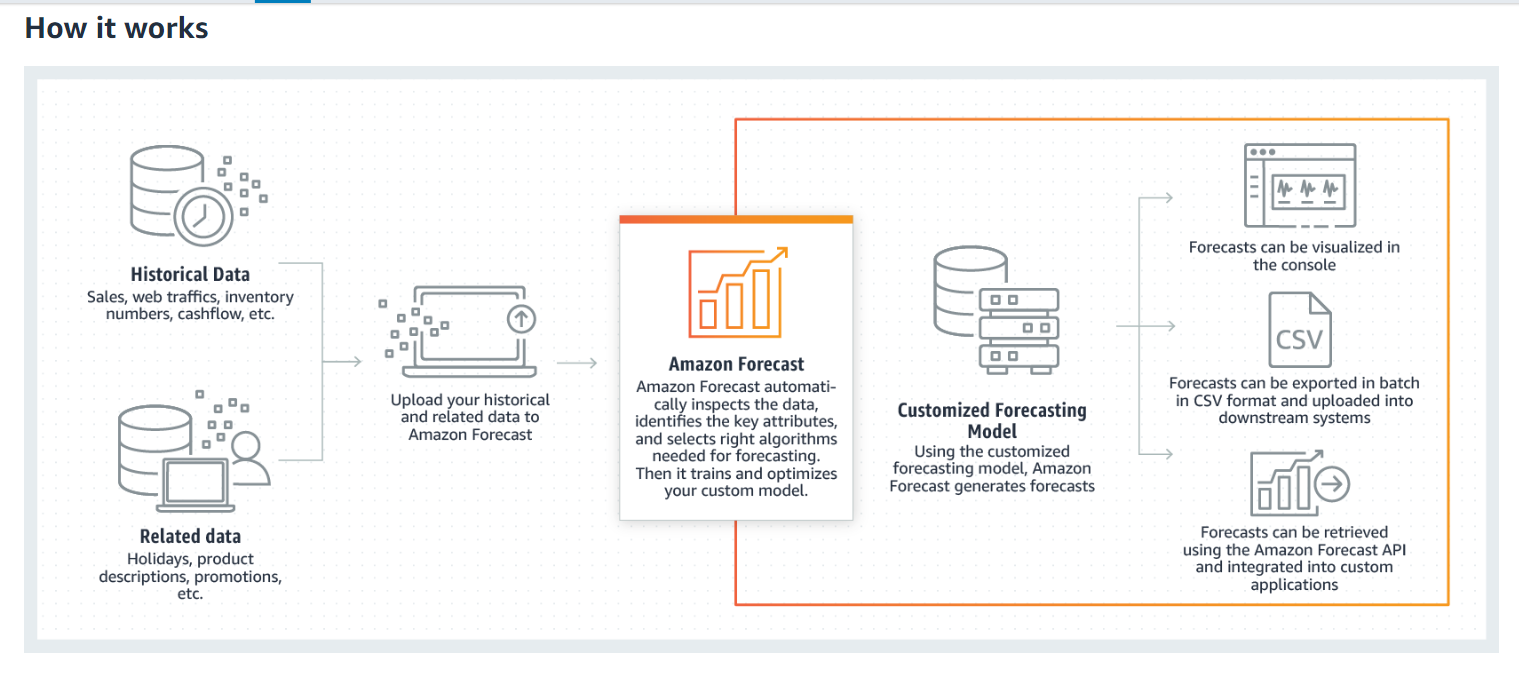 How it works
Historical Data
Sales, web traffics, inventory
numbers, cashflow, etc.
Related data
Holidays, product
descriptions, promotions,
etc.
Upload your historical
and related data to
Amazon Forecast
Amazon Forecast
Amazon Forecast automati-
cally inspects the data,
identifies the key attributes,
and selects right algorithms
needed for forecasting.
Then it trains and optimizes
your custom model.
Customized Forecasting
Model
Using the customized
forecasting model, Amazon
Forecast generates forecasts
Forecasts can be visualized in
the console
CSV
Forecasts can be exported in batch
in CSV format and uploaded into
downstream systems
Forecasts can be retrieved
using the Amazon Forecast API
and integrated into custom
applications